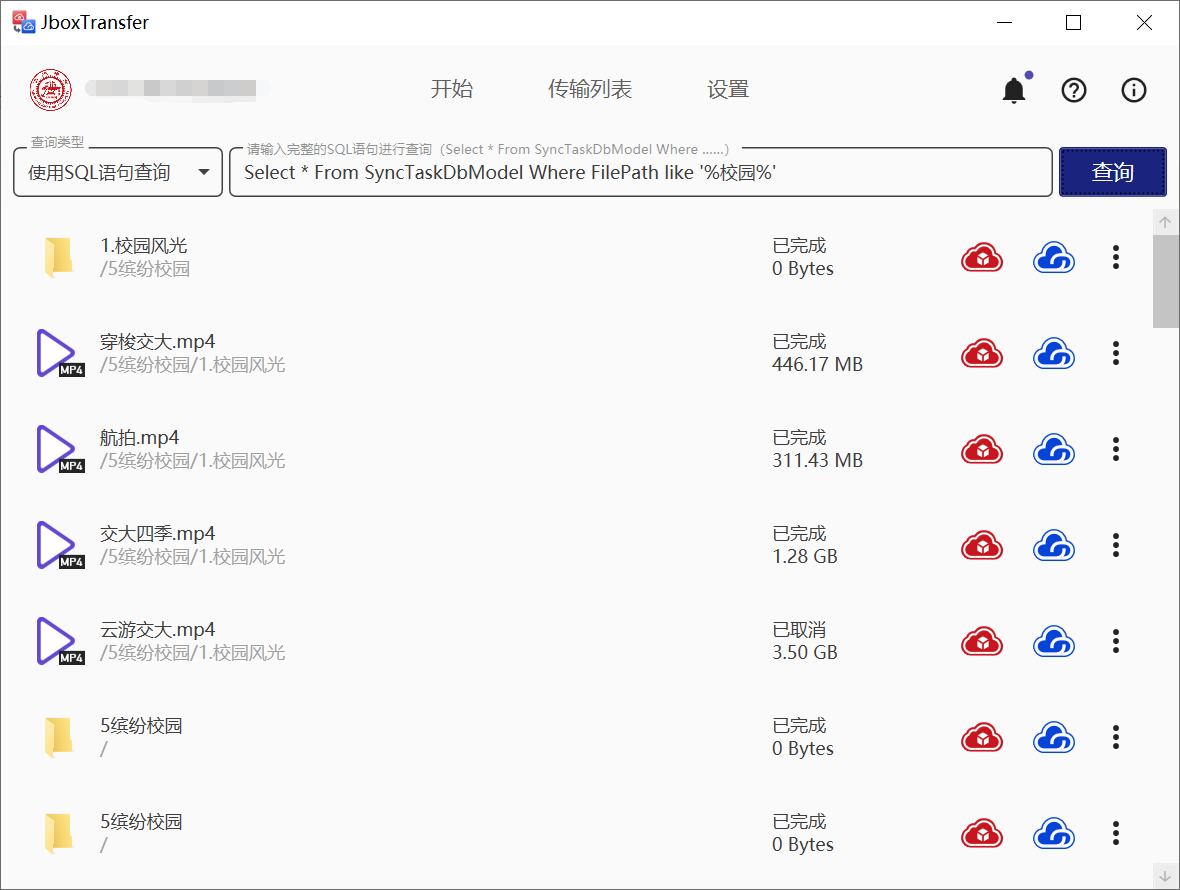 JboxTransfer
开始
传输列表
设置
查询类型
使用SQL语句查询
请输入完整的SQL语句进行查询（Select * From SyncTaskDbModel Where ......）
Select * From SyncTaskDbModel Where FilePath like '%校园%'
查询
1.校园风光
/5缤纷校园
已完成
0 Bytes
MP4
穿梭交大.mp4
/5缤纷校园/1.校园风光
已完成
446.17 MB
MP4
航拍.mp4
/5缤纷校园/1.校园风光
已完成
311.43 MB
MP4
交大四季.mp4
/5缤纷校园/1.校园风光
已完成
1.28 GB
MP4
云游交大.mp4
/5缤纷校园/1.校园风光
已取消
3.50 GB
5缤纷校园
/
已完成
0 Bytes
5缤纷校园
/
已完成
0 Bytes